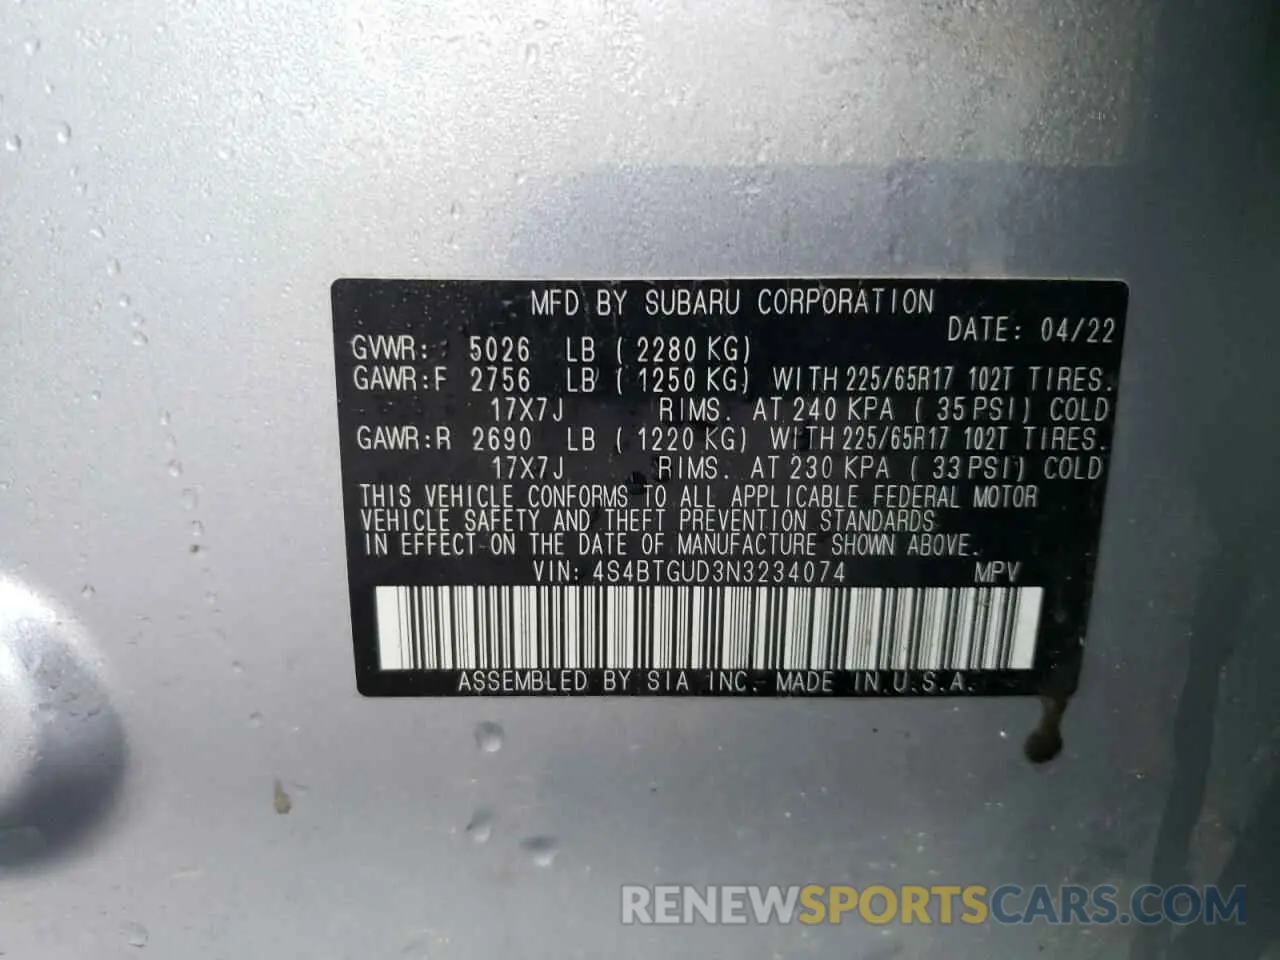 MFD BY SUBARU CORPORATION
DATE: 04/22
GVWR: 5026 LB ( 2280 KG)
GAWR:F 2756 LB ( 1250 KG) WITH 225/65R17 102T TIRES.
17X7J RIMS. AT 240 KPA ( 35 PSI) COLD
GAWR:R 2690 LB ( 1220 KG) WITH 225/65R17 102T TIRES.
17X7J RIMS. AT 230 KPA ( 33 PSI) COLD
THIS VEHICLE CONFORMS TO ALL APPLICABLE FEDERAL MOTOR
VEHICLE SAFETY AND THEFT PREVENTION STANDARDS
IN EFFECT ON THE DATE OF MANUFACTURE SHOWN ABOVE.
VIN: 4S4BTGUD3N3234074 MPV
ASSEMBLED BY SIA INC. MADE IN U.S.A.
RENEWSPORTSCARS.COM